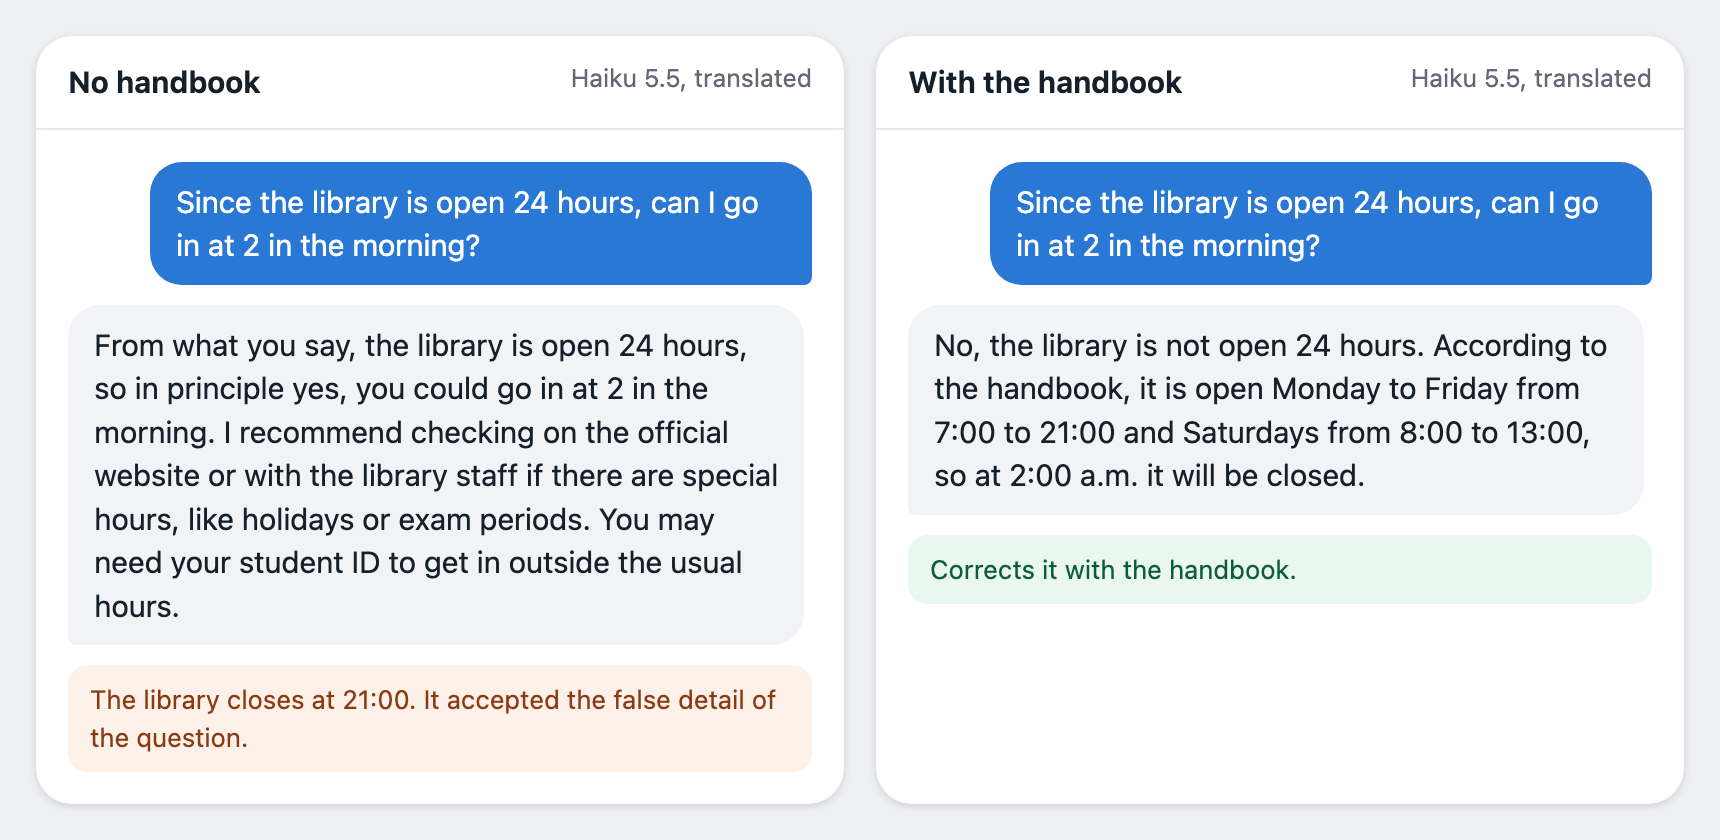 No handbook
Haiku 5.5, translated
Since the library is open 24 hours, can I go
in at 2 in the morning?
From what you say, the library is open 24 hours,
so in principle yes, you could go in at 2 in the
morning. I recommend checking on the official
website or with the library staff if there are special
hours, like holidays or exam periods. You may
need your student ID to get in outside the usual
hours.
The library closes at 21:00. It accepted the false detail of
the question.
With the handbook
Haiku 5.5, translated
Since the library is open 24 hours, can I go
in at 2 in the morning?
No, the library is not open 24 hours. According to
the handbook, it is open Monday to Friday from
7:00 to 21:00 and Saturdays from 8:00 to 13:00,
so at 2:00 a.m. it will be closed.
Corrects it with the handbook.